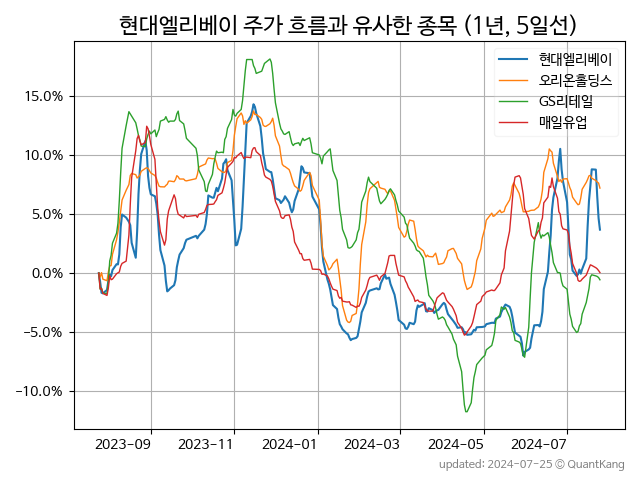 현대엘리베이 주가 흐름과 유사한 종목 (1년, 5일선)
현대엘리베이
오리온홀딩스
GS리테일
매일유업
15.0%
10.0%
5.0%
0.0%
−5.0%
−10.0%
2023-09 2023-11 2024-01 2024-03 2024-05 2024-07
updated: 2024-07-25 © QuantKang